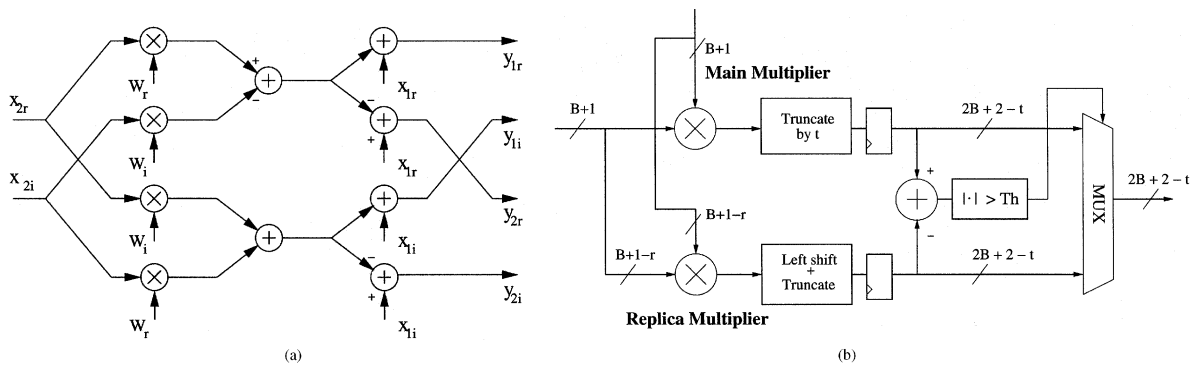 x2r
x2i
Wr
Wi
Wi
Wr
+
−
x1r
−
+
x1r
x1i
−
+
x1i
y1r
y1i
y2r
y2i
(a)
B+1
B+1
Main Multiplier
Truncate
by t
2B + 2 − t
+
|·| > Th
−
MUX
2B + 2 − t
B+1−r
B+1−r
Left shift
+
Truncate
2B + 2 − t
Replica Multiplier
(b)